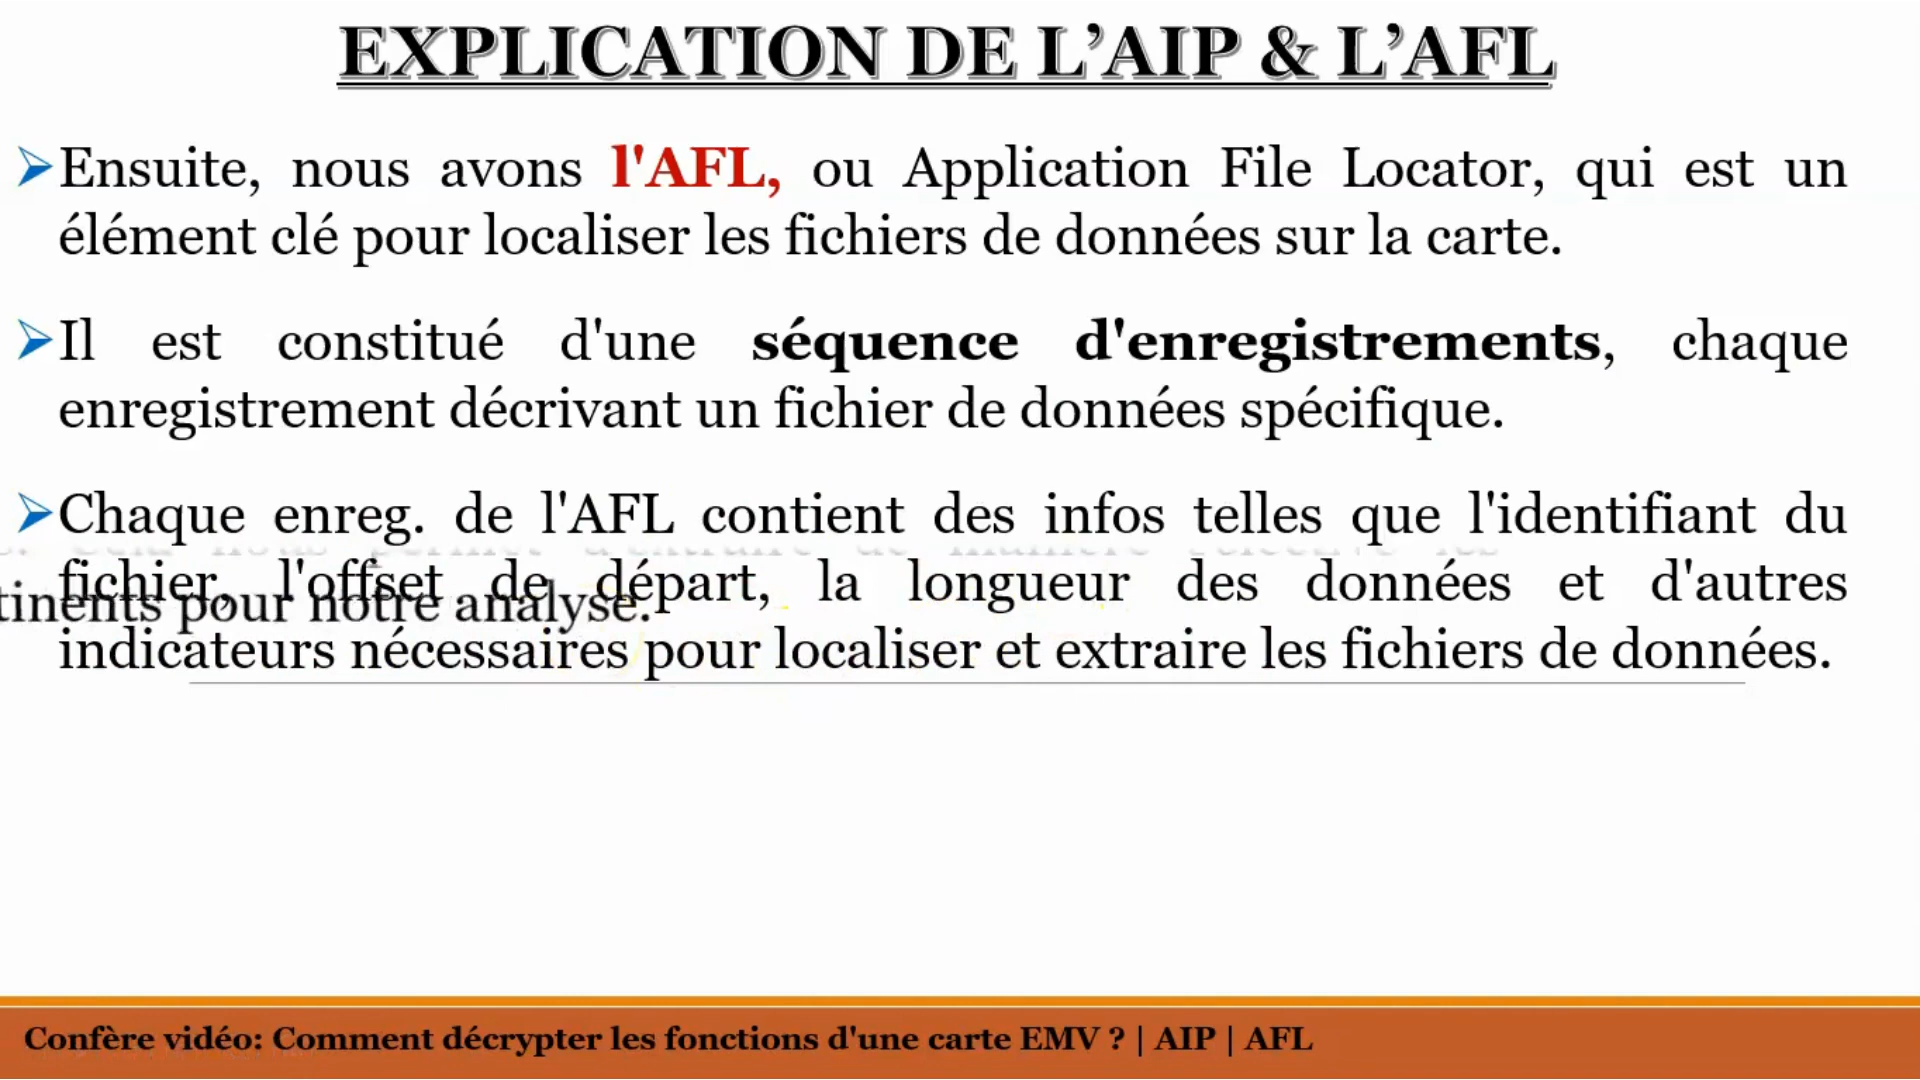 EXPLICATION DE L’AIP & L’AFL
Ensuite, nous avons l'AFL, ou Application File Locator, qui est un
élément clé pour localiser les fichiers de données sur la carte.
Il est constitué d'une séquence d'enregistrements, chaque
enregistrement décrivant un fichier de données spécifique.
Chaque enreg. de l'AFL contient des infos telles que l'identifiant du
fichier, l'offset de départ, la longueur des données et d'autres
tinents pour notre analyse.
indicateurs nécessaires pour localiser et extraire les fichiers de données.
Confère vidéo: Comment décrypter les fonctions d'une carte EMV ? | AIP | AFL